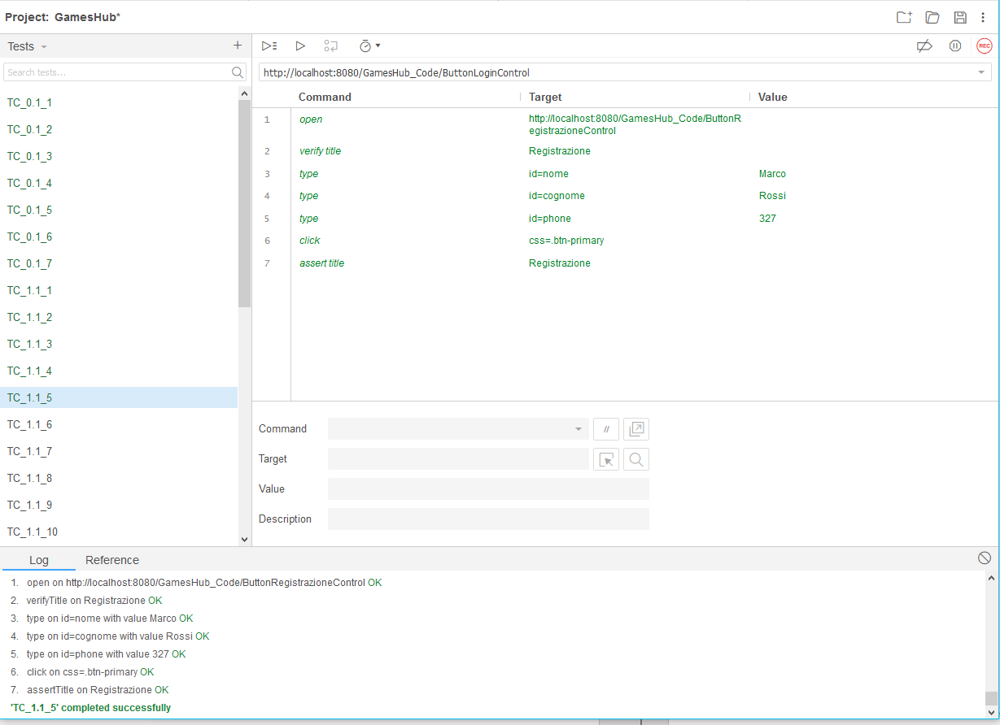 Project: GamesHub*
Tests
+
Search tests...
TC_0.1_1
TC_0.1_2
TC_0.1_3
TC_0.1_4
TC_0.1_5
TC_0.1_6
TC_0.1_7
TC_1.1_1
TC_1.1_2
TC_1.1_3
TC_1.1_4
TC_1.1_5
TC_1.1_6
TC_1.1_7
TC_1.1_8
TC_1.1_9
TC_1.1_10
REC
http://localhost:8080/GamesHub_Code/ButtonLoginControl
Command Target Value
1 open http://localhost:8080/GamesHub_Code/ButtonR
egistrazioneControl
2 verify title Registrazione
3 type id=nome Marco
4 type id=cognome Rossi
5 type id=phone 327
6 click css=.btn-primary
7 assert title Registrazione
Command //
Target
Value
Description
Log Reference
1. open on http://localhost:8080/GamesHub_Code/ButtonRegistrazioneControl OK
2. verifyTitle on Registrazione OK
3. type on id=nome with value Marco OK
4. type on id=cognome with value Rossi OK
5. type on id=phone with value 327 OK
6. click on css=.btn-primary OK
7. assertTitle on Registrazione OK
'TC_1.1_5' completed successfully